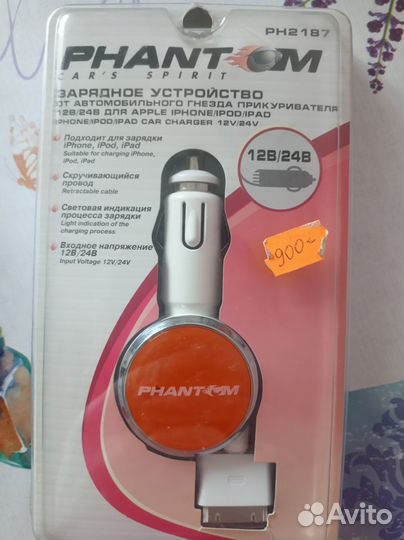 PH2187
PHANTOM
CAR'S SPIRIT
ЗАРЯДНОЕ УСТРОЙСТВО
ОТ АВТОМОБИЛЬНОГО ГНЕЗДА ПРИКУРИВАТЕЛЯ
12В/24В ДЛЯ APPLE IPHONE/IPOD/IPAD
IPHONE/IPOD/IPAD CAR CHARGER 12V/24V
Подходит для зарядки
iPhone, iPod, iPad
Suitable for charging iPhone,
iPod, iPad
Скручивающийся
провод
Retractable cable
Световая индикация
процесса зарядки
Light indication of the
charging process
Входное напряжение
12В/24В
Input Voltage 12V/24V
12В/24В
900=
PHANTOM
Avito